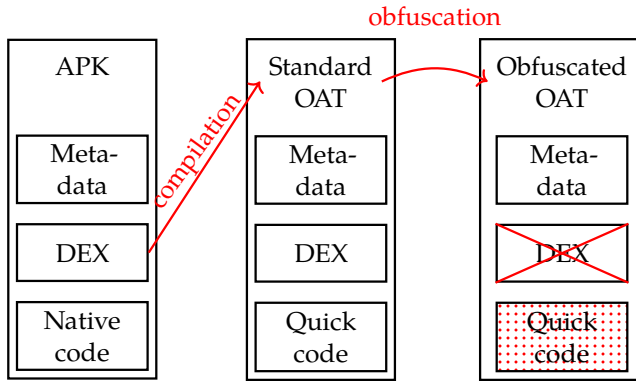 obfuscation
APK
Meta-
data
DEX
Native
code
compilation
Standard
OAT
Meta-
data
DEX
Quick
code
Obfuscated
OAT
Meta-
data
DEX
Quick
code